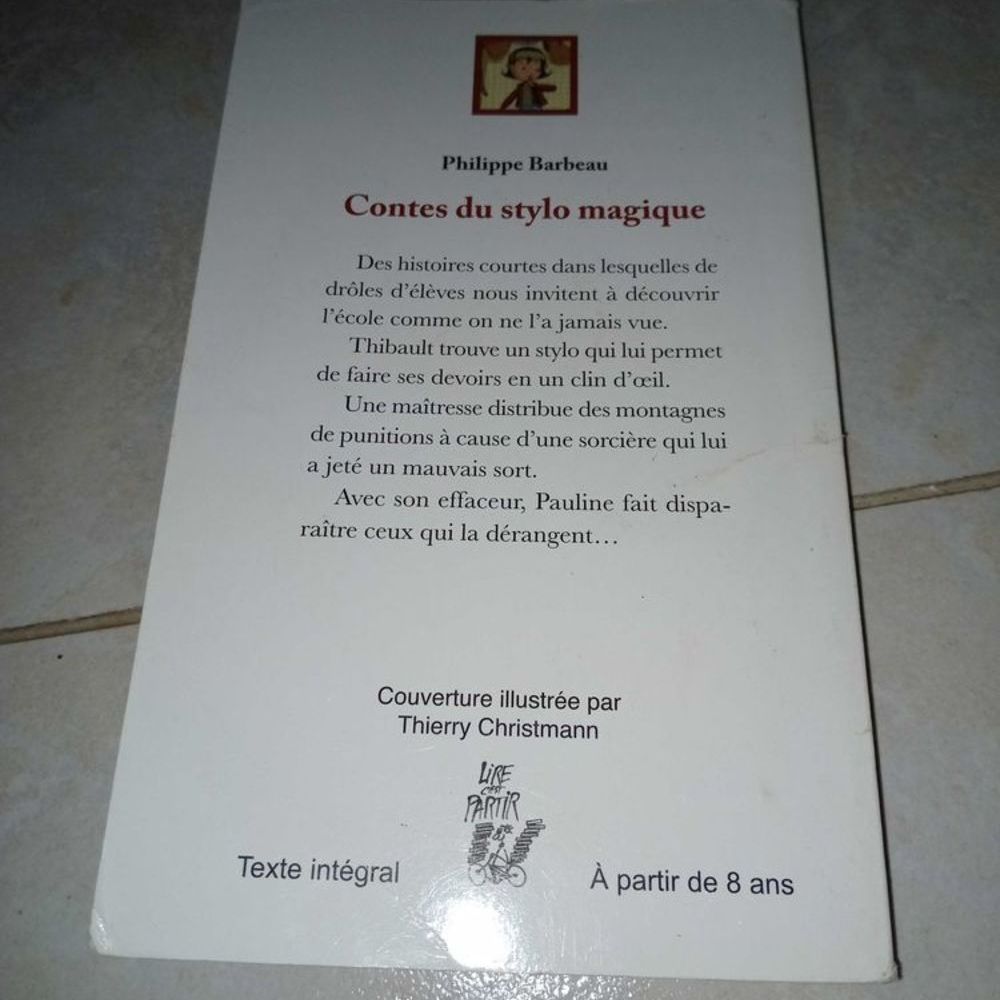 Philippe Barbeau
Contes du stylo magique
Des histoires courtes dans lesquelles de
drôles d'élèves nous invitent à découvrir
l'école comme on ne l'a jamais vue.
Thibault trouve un stylo qui lui permet
de faire ses devoirs en un clin d'œil.
Une maîtresse distribue des montagnes
de punitions à cause d'une sorcière qui lui
a jeté un mauvais sort.
Avec son effaceur, Pauline fait dispa-
raître ceux qui la dérangent…
Couverture illustrée par
Thierry Christmann
LIRE
C'EST
PARTIR
Texte intégral
À partir de 8 ans